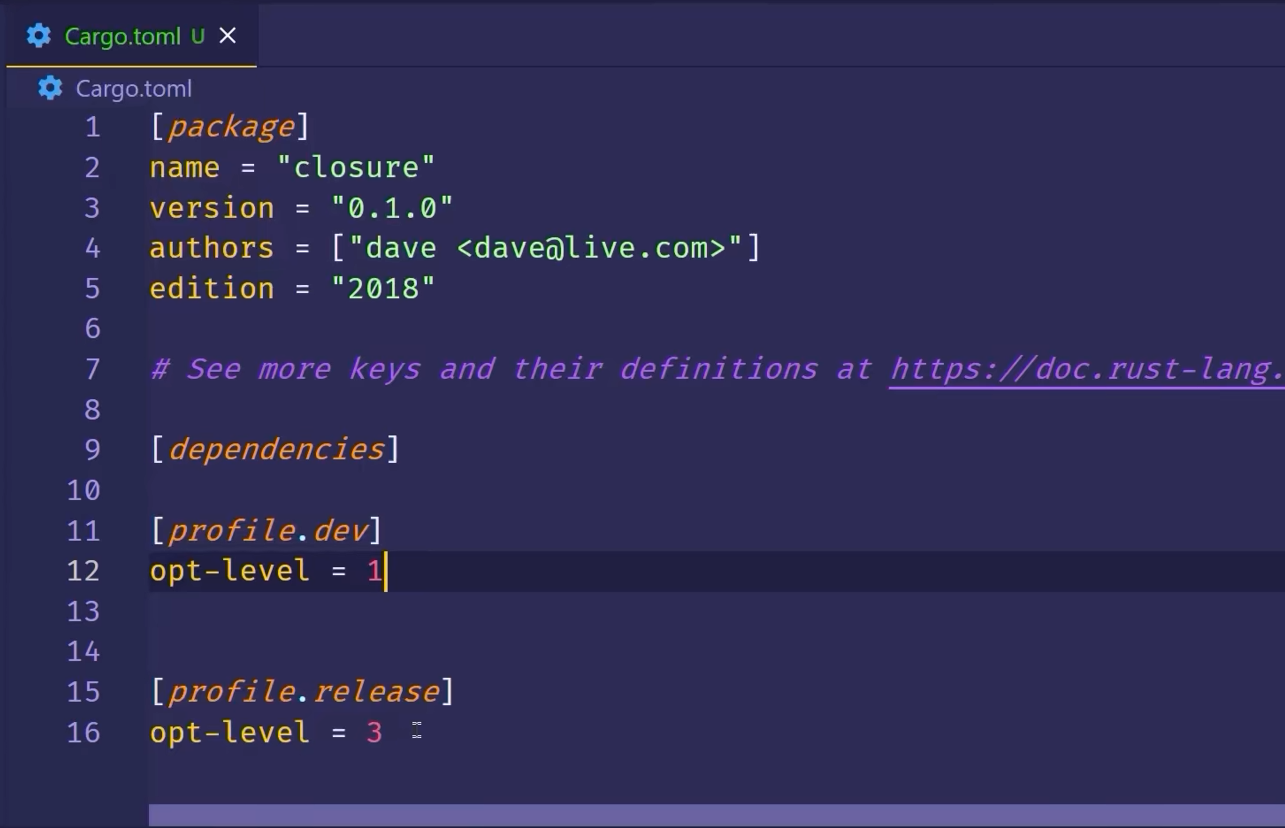 Cargo.toml U
Cargo.toml
1 [package]
2 name = "closure"
3 version = "0.1.0"
4 authors = ["dave <dave@live.com>"]
5 edition = "2018"
6
7 # See more keys and their definitions at https://doc.rust-lang.
8
9 [dependencies]
10
11 [profile.dev]
12 opt-level = 1
13
14
15 [profile.release]
16 opt-level = 3